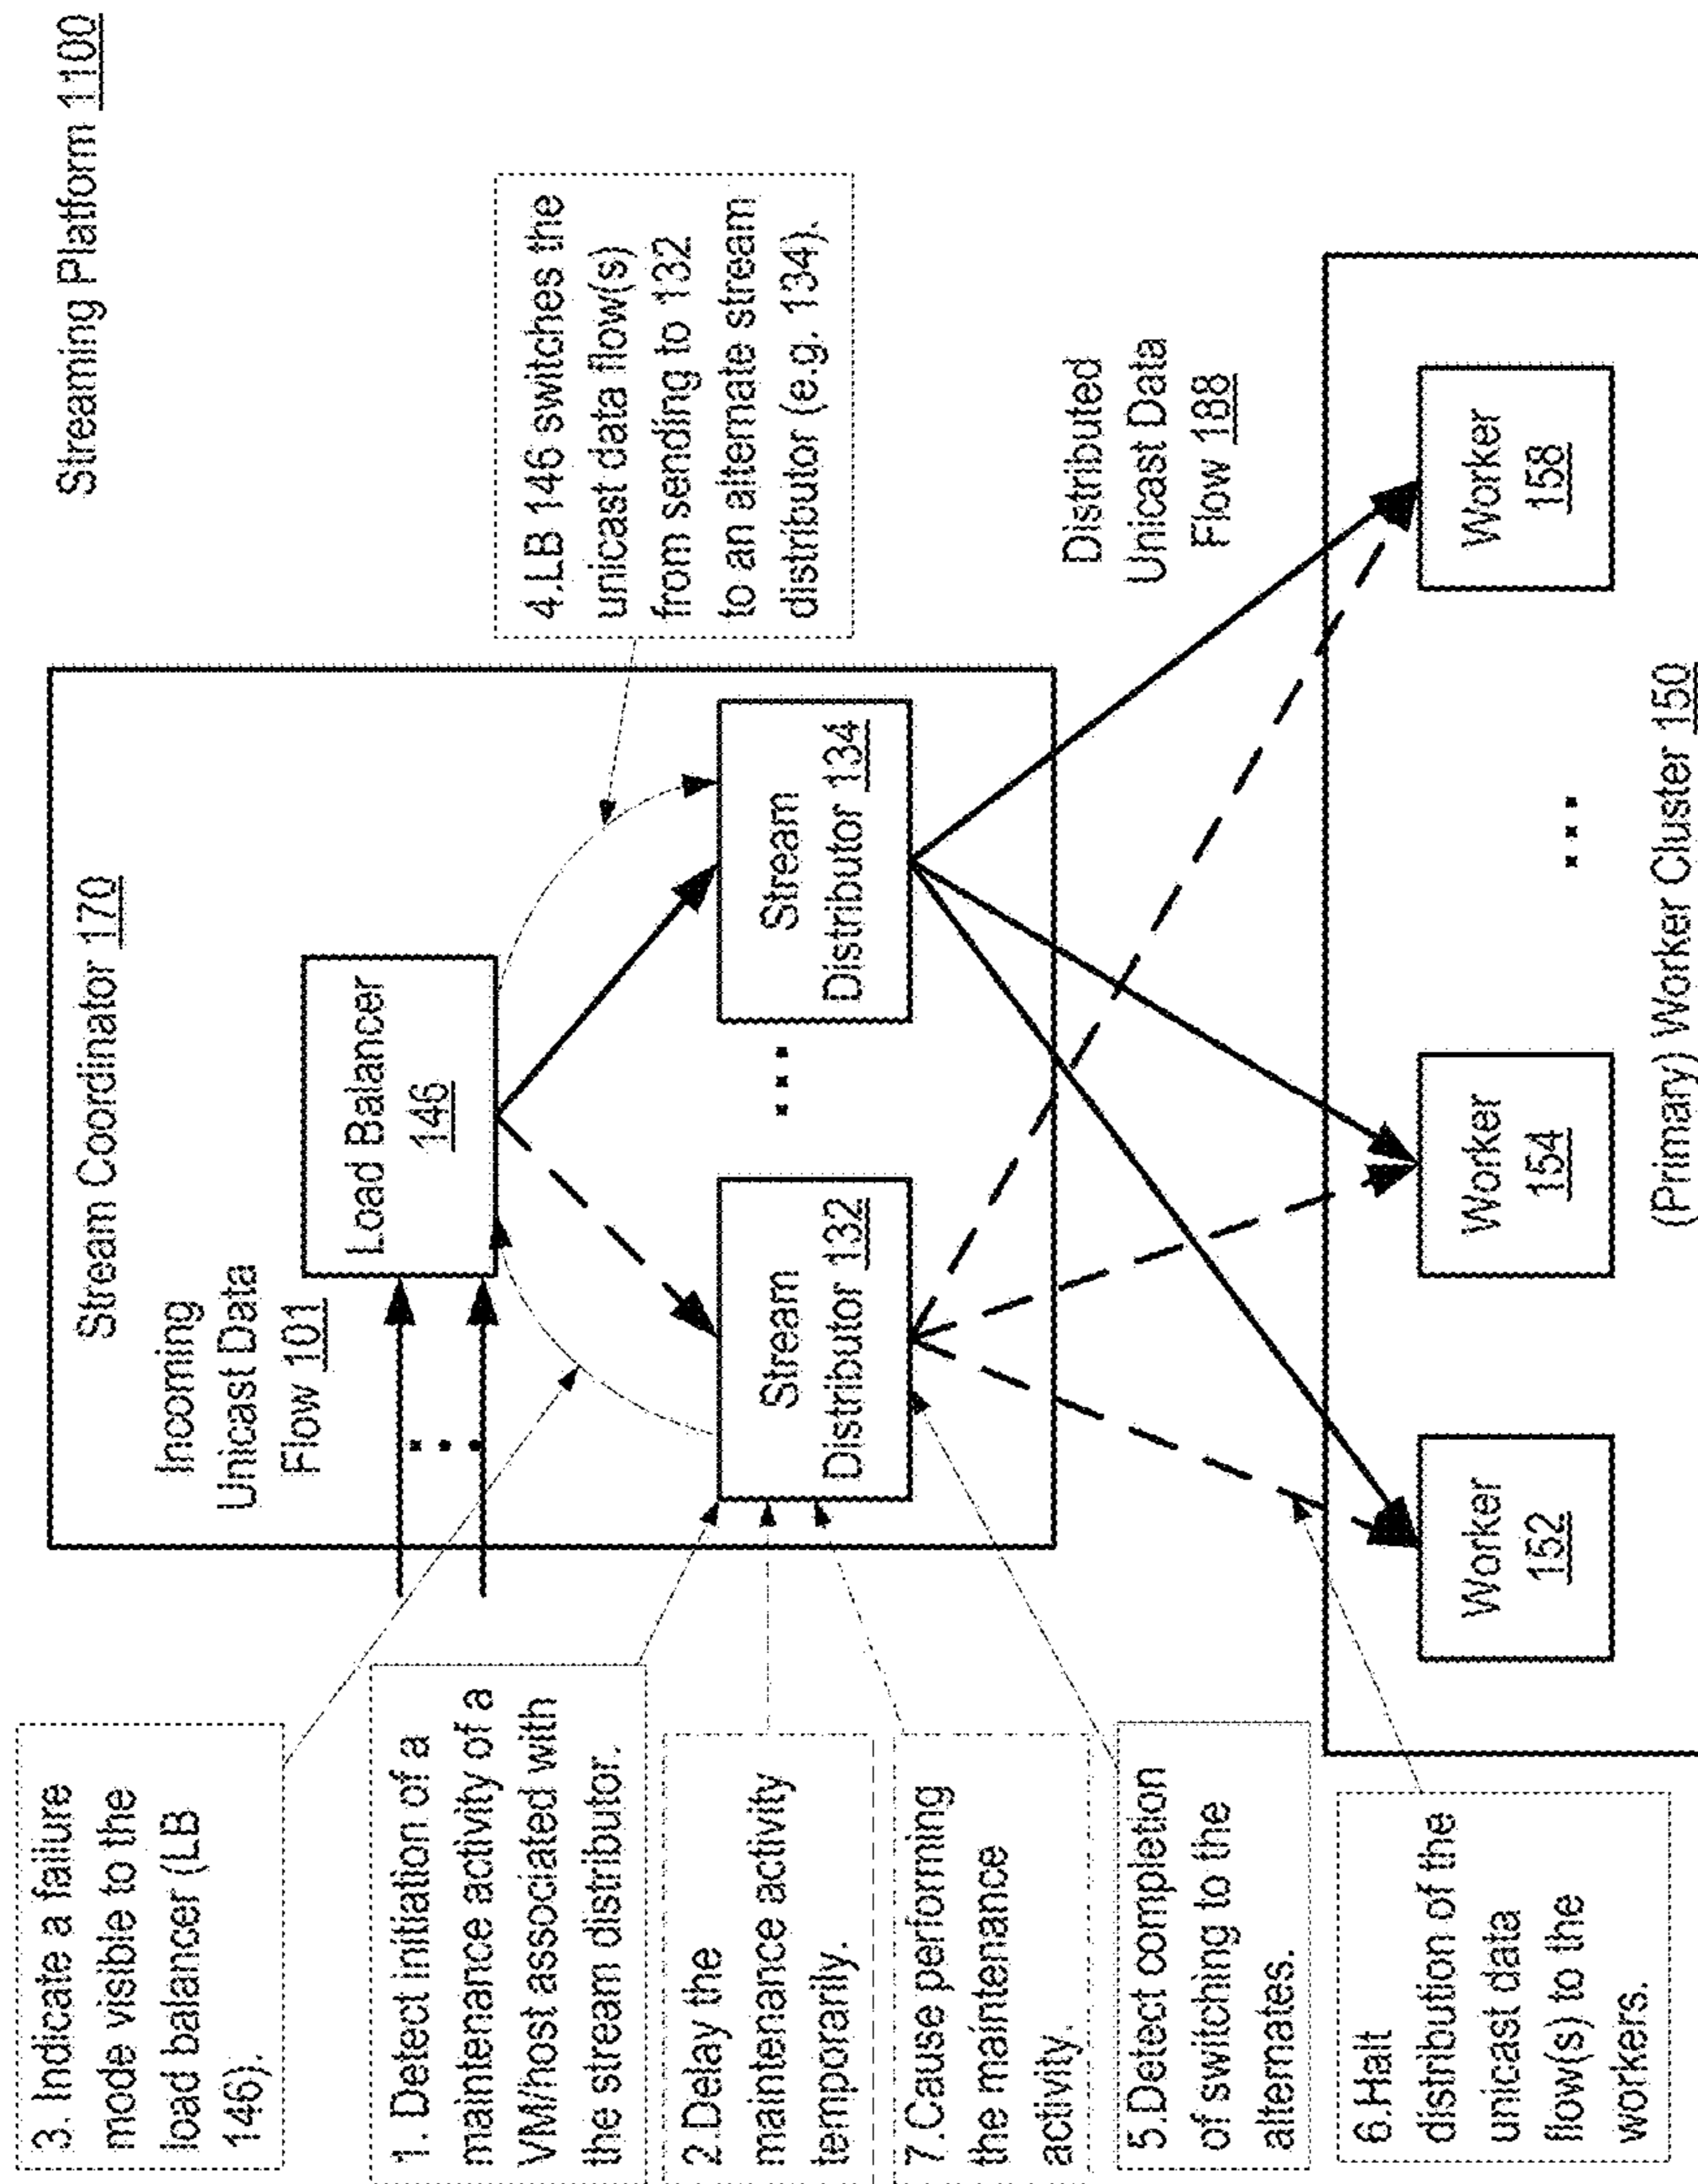 Streaming Platform 1100
Stream Coordinator 170
Incoming
Unicast Data
Flow 101
Load Balancer
146
Stream
Distributor 132
Stream
Distributor 134
3. Indicate a failure
mode visible to the
load balancer (LB
146).
1. Detect initiation of a
maintenance activity of a
VM/host associated with
the stream distributor.
2.Delay the
maintenance activity
temporarily.
7.Cause performing
the maintenance
activity.
5.Detect completion
of switching to the
alternates.
6.Halt
distribution of the
unicast data
flow(s) to the
workers.
4.LB 146 switches the
unicast data flow(s)
from sending to 132
to an alternate stream
distributor (e.g. 134).
Distributed
Unicast Data
Flow 188
Worker
152
Worker
154
Worker
158
(Primary) Worker Cluster 150